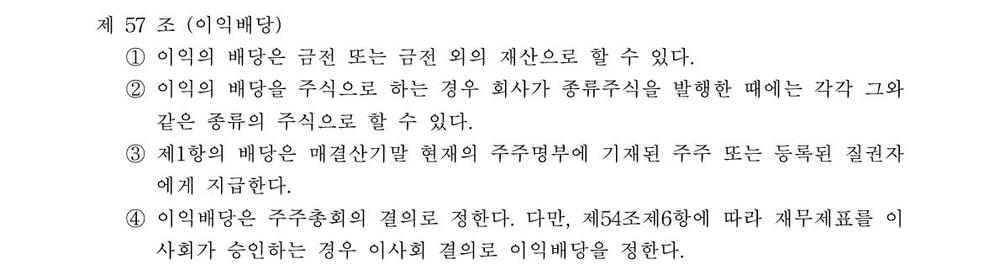 제 57 조 (이익배당)
① 이익의 배당은 금전 또는 금전 외의 재산으로 할 수 있다.
② 이익의 배당을 주식으로 하는 경우 회사가 종류주식을 발행한 때에는 각각 그와
같은 종류의 주식으로 할 수 있다.
③ 제1항의 배당은 매결산기말 현재의 주주명부에 기재된 주주 또는 등록된 질권자
에게 지급한다.
④ 이익배당은 주주총회의 결의로 정한다. 다만, 제54조제6항에 따라 재무제표를 이
사회가 승인하는 경우 이사회 결의로 이익배당을 정한다.